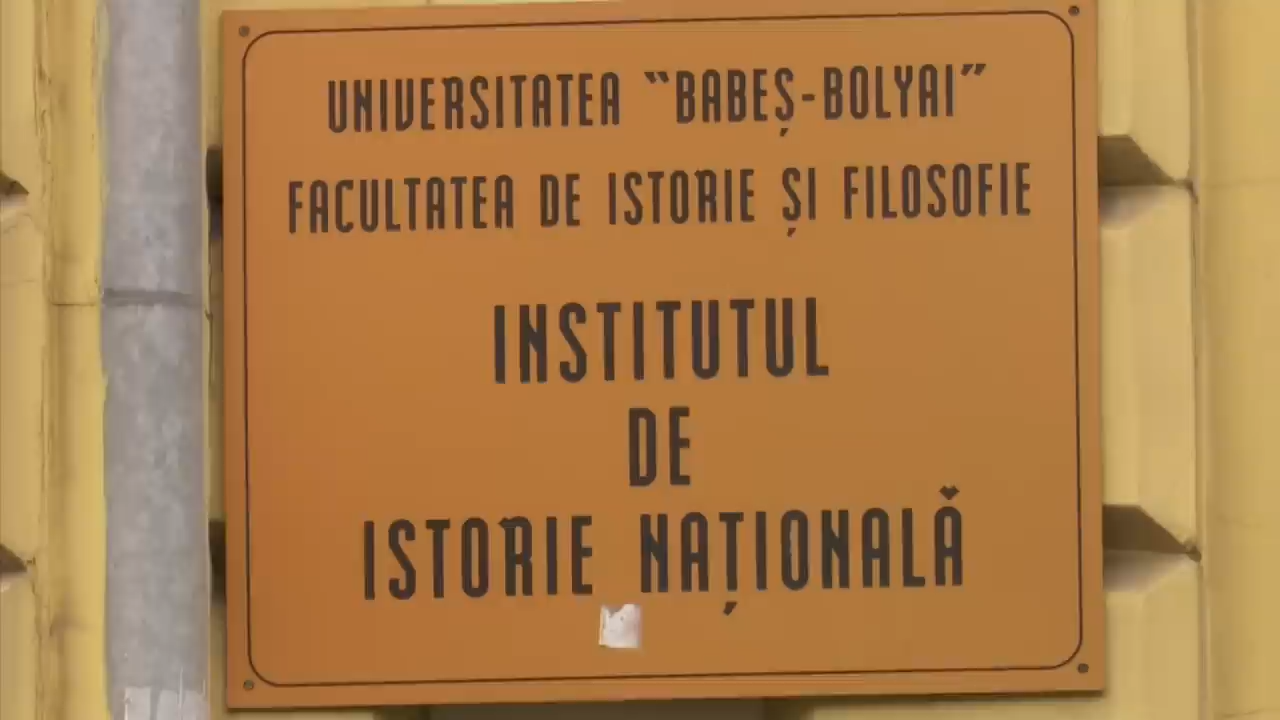 UNIVERSITATEA “BABEȘ-BOLYAI”
FACULTATEA DE ISTORIE ȘI FILOSOFIE
INSTITUTUL
DE
ISTORIE NAȚIONALĂ